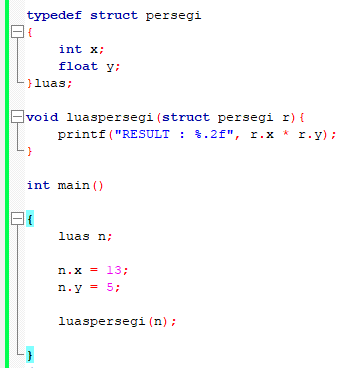 typedef struct persegi
{
    int x;
    float y;
}luas;
void luaspersegi(struct persegi r){
    printf("RESULT : %.2f", r.x * r.y);
}
int main()
{
    luas n;
    n.x = 13;
    n.y = 5;
    luaspersegi(n);
}